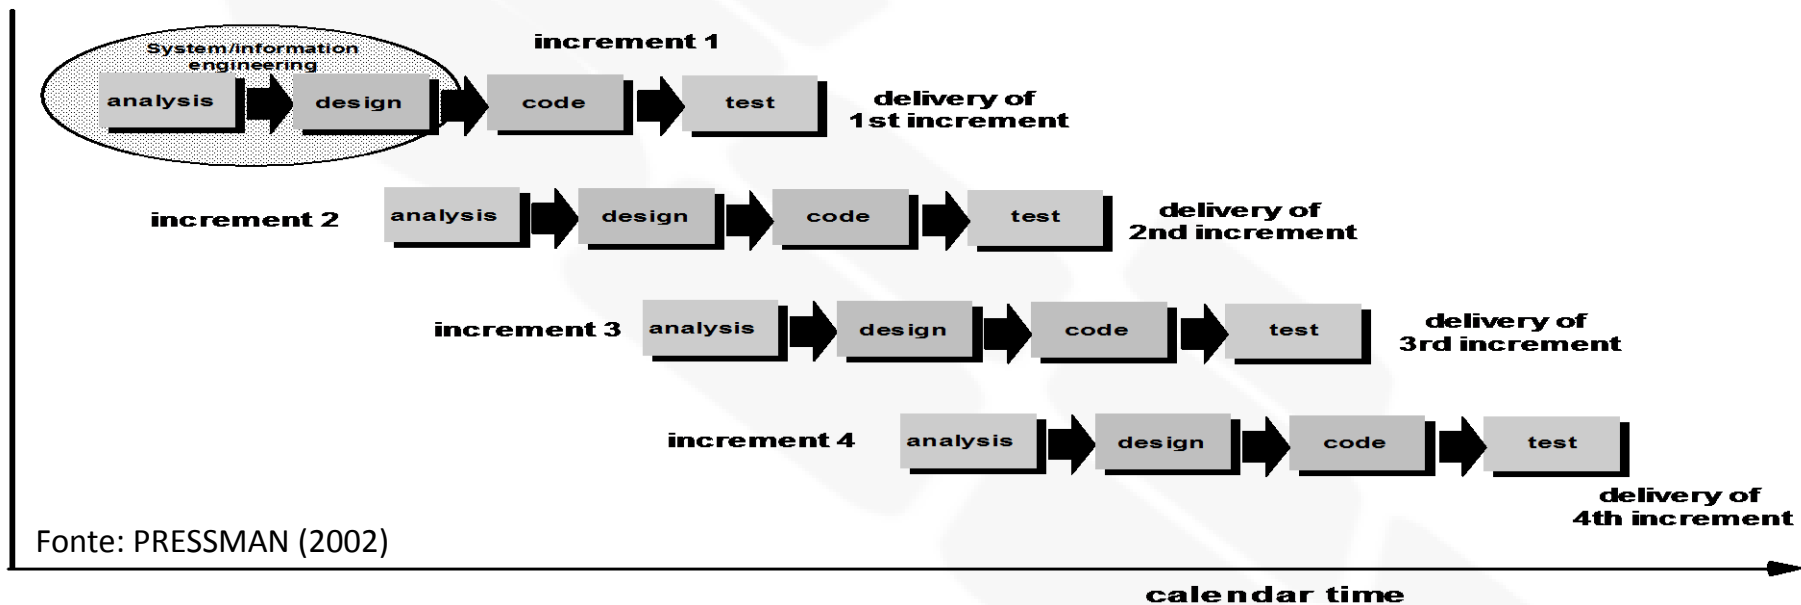 System/information
engineering
increment 1
analysis
design
code
test
delivery of
1st increment
increment 2
analysis
design
code
test
delivery of
2nd increment
increment 3
analysis
design
code
test
delivery of
3rd increment
increment 4
analysis
design
code
test
delivery of
4th increment
Fonte: PRESSMAN (2002)
calendar time